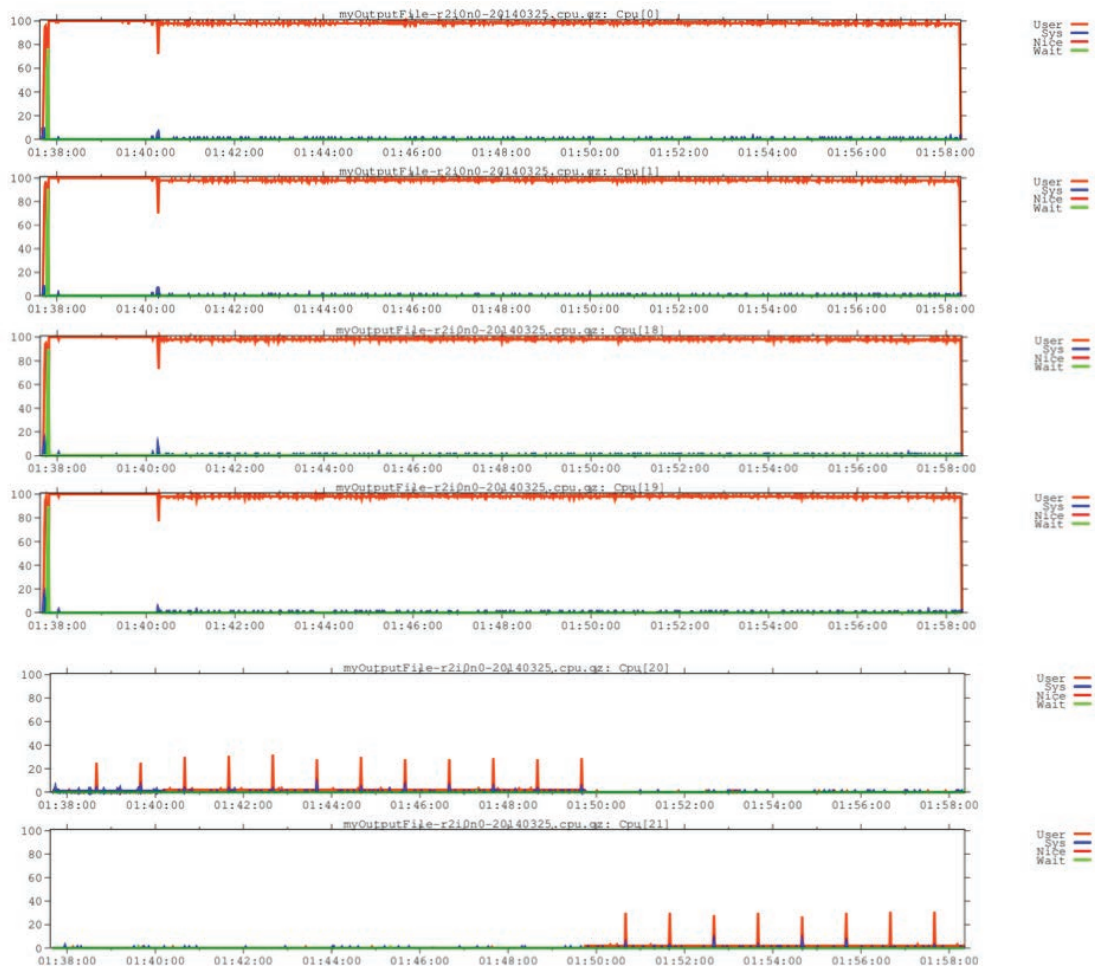 myOutputFile-r2i0n0-20140325.cpu.gz: Cpu[0]
100
80
60
40
20
0
01:38:00 01:40:00 01:42:00 01:44:00 01:46:00 01:48:00 01:50:00 01:52:00 01:54:00 01:56:00 01:58:00
User
Sys
Nice
Wait
myOutputFile-r2i0n0-20140325.cpu.gz: Cpu[1]
100
80
60
40
20
0
01:38:00 01:40:00 01:42:00 01:44:00 01:46:00 01:48:00 01:50:00 01:52:00 01:54:00 01:56:00 01:58:00
User
Sys
Nice
Wait
myOutputFile-r2i0n0-20140325.cpu.gz: Cpu[18]
100
80
60
40
20
0
01:38:00 01:40:00 01:42:00 01:44:00 01:46:00 01:48:00 01:50:00 01:52:00 01:54:00 01:56:00 01:58:00
User
Sys
Nice
Wait
myOutputFile-r2i0n0-20140325.cpu.gz: Cpu[19]
100
80
60
40
20
0
01:38:00 01:40:00 01:42:00 01:44:00 01:46:00 01:48:00 01:50:00 01:52:00 01:54:00 01:56:00 01:58:00
User
Sys
Nice
Wait
myOutputFile-r2i0n0-20140325.cpu.gz: Cpu[20]
100
80
60
40
20
0
01:38:00 01:40:00 01:42:00 01:44:00 01:46:00 01:48:00 01:50:00 01:52:00 01:54:00 01:56:00 01:58:00
User
Sys
Nice
Wait
myOutputFile-r2i0n0-20140325.cpu.gz: Cpu[21]
100
80
60
40
20
0
01:38:00 01:40:00 01:42:00 01:44:00 01:46:00 01:48:00 01:50:00 01:52:00 01:54:00 01:56:00 01:58:00
User
Sys
Nice
Wait